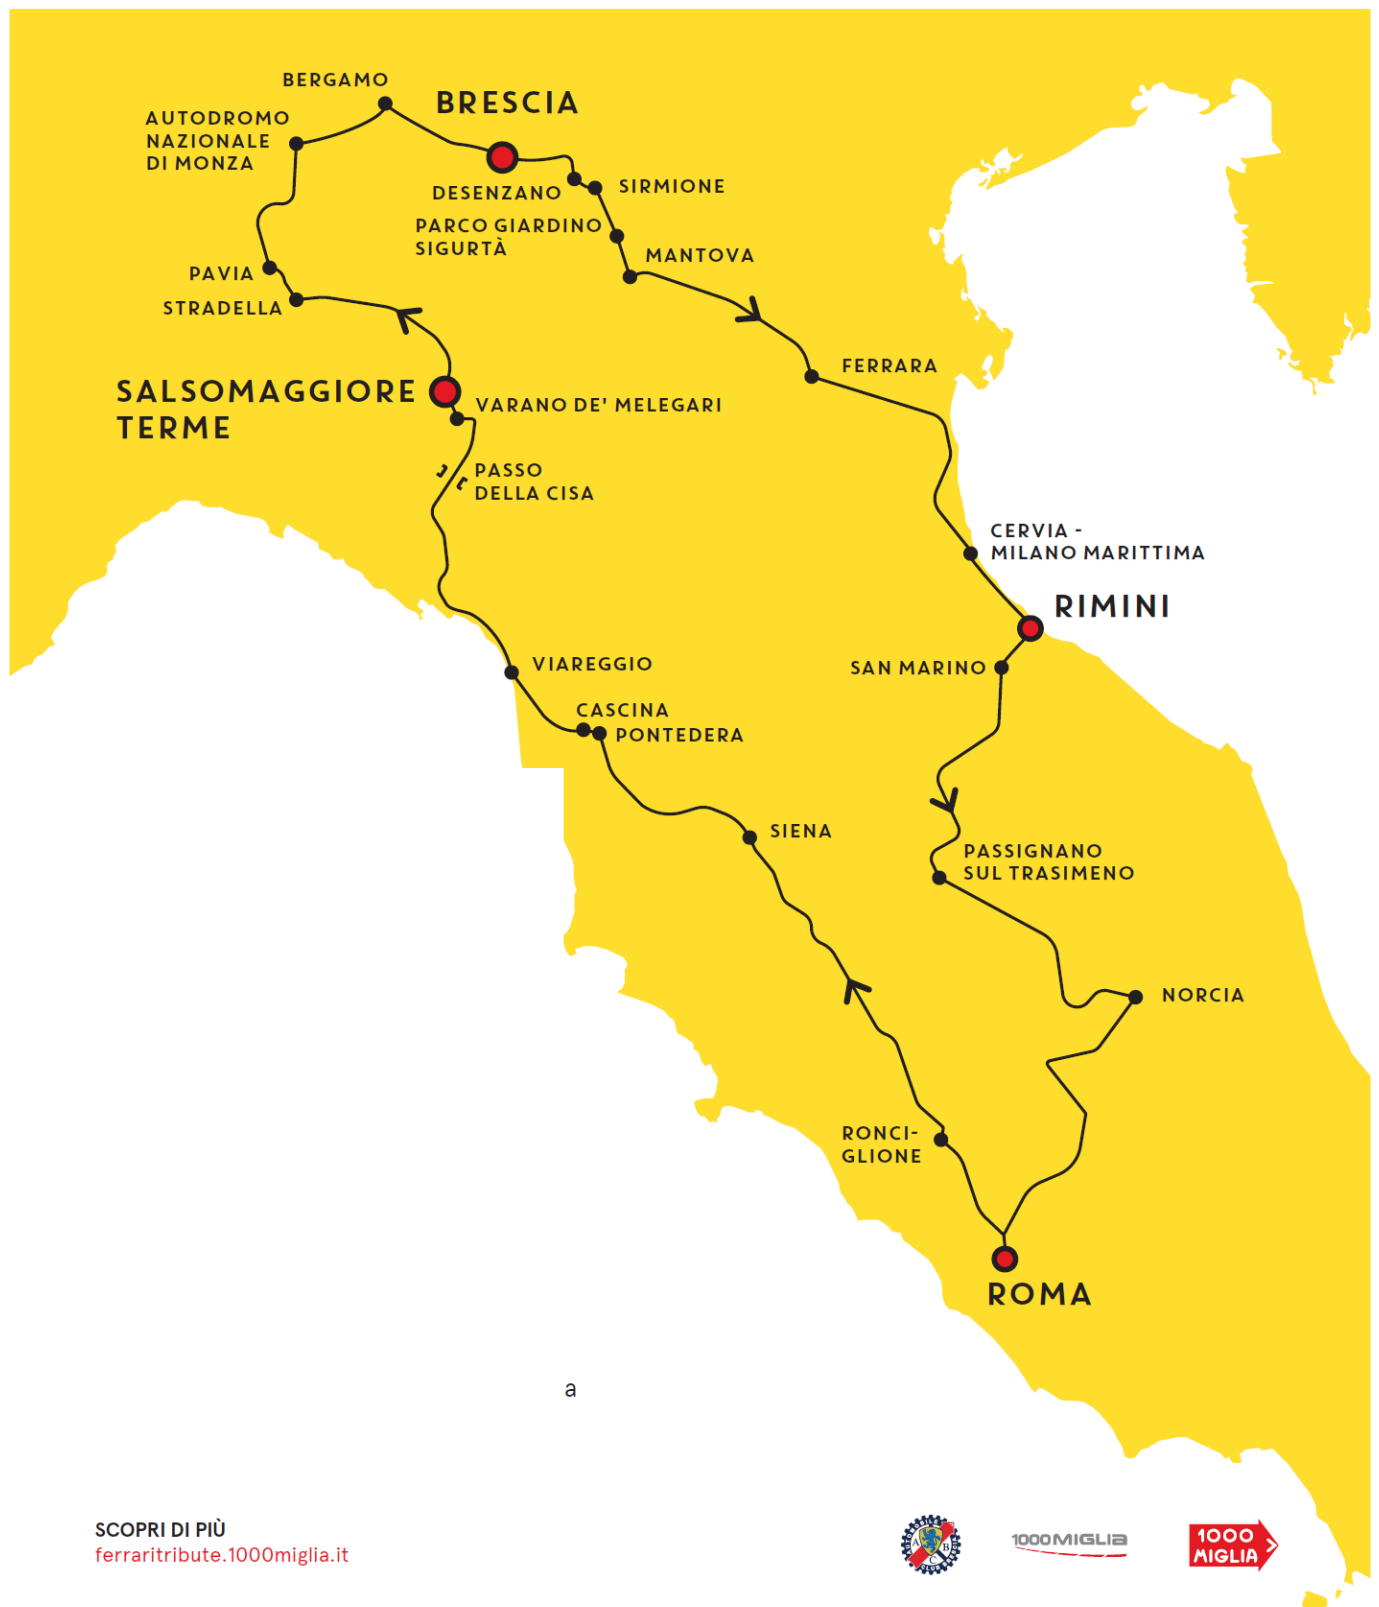 BERGAMO
BRESCIA
AUTODROMO
NAZIONALE
DI MONZA
DESENZANO
SIRMIONE
PARCO GIARDINO
SIGURTÀ
MANTOVA
PAVIA
STRADELLA
FERRARA
SALSOMAGGIORE
TERME
VARANO DE' MELEGARI
PASSO
DELLA CISA
CERVIA -
MILANO MARITTIMA
RIMINI
SAN MARINO
VIAREGGIO
CASCINA
PONTEDERA
SIENA
PASSIGNANO
SUL TRASIMENO
NORCIA
RONCI-
GLIONE
ROMA
a
SCOPRI DI PIÙ
ferraritribute.1000miglia.it
A B
C
1000MIGLIA
1000
MIGLIA